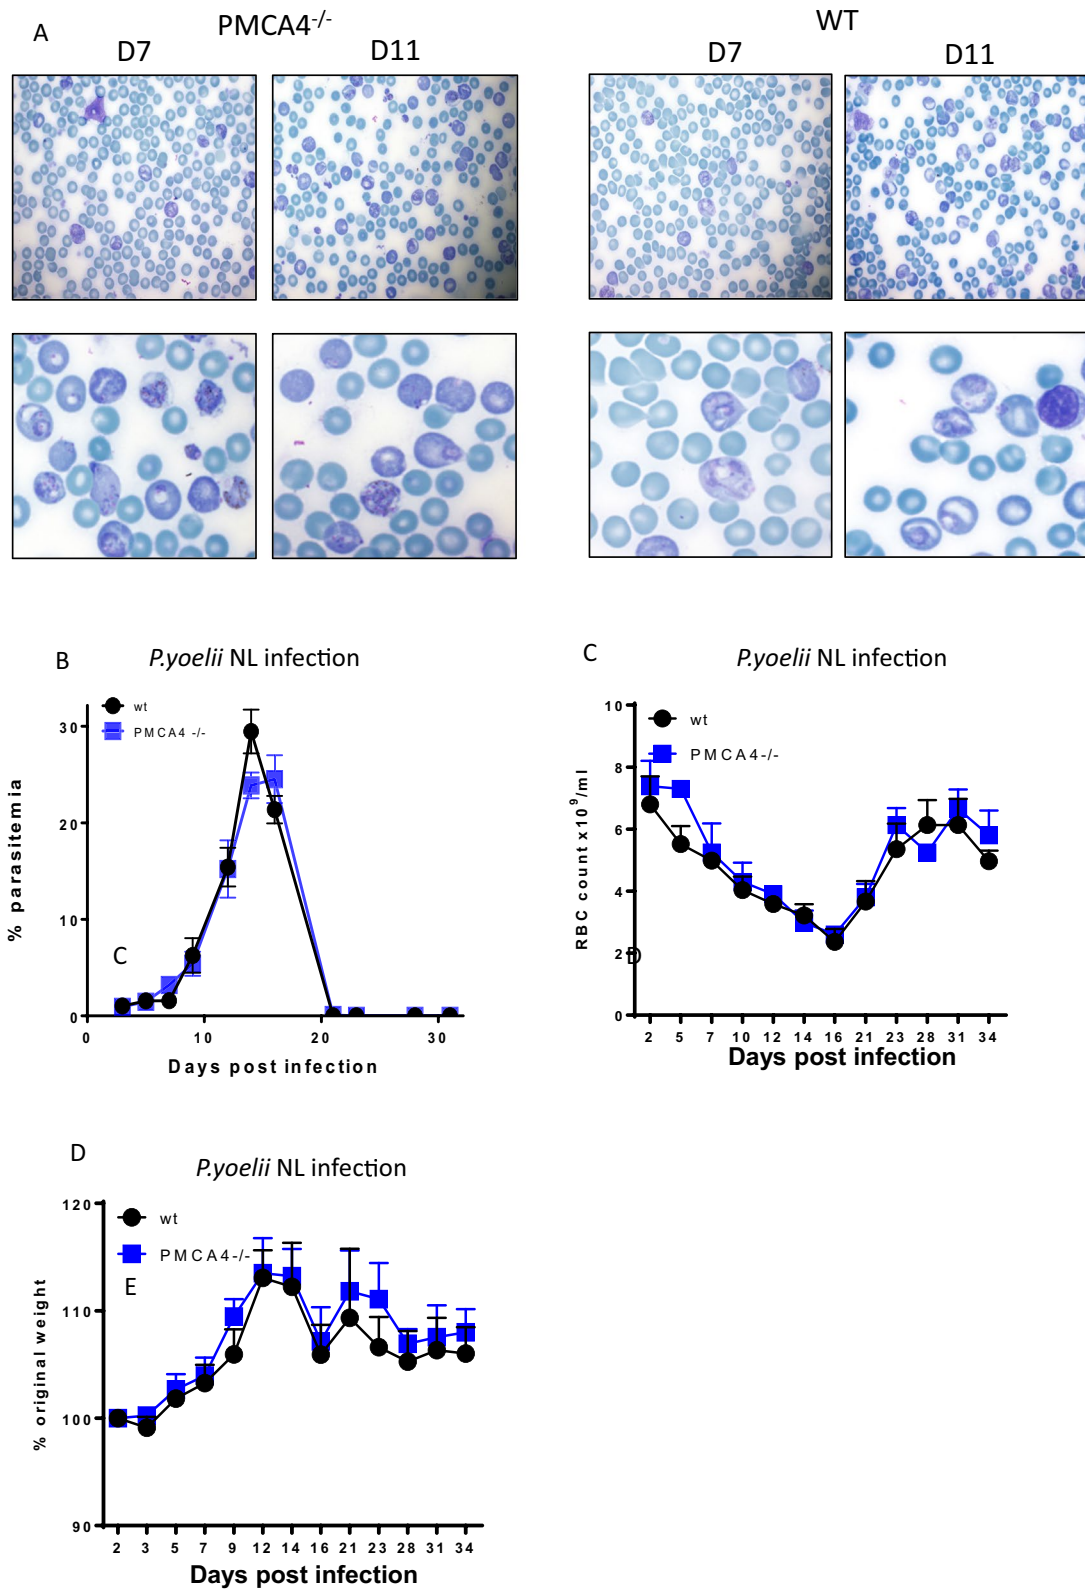 A
PMCA4-/-
WT
D7
D11
D7
D11
B
P.yoelii NL infection
wt
PMCA4 -/-
30
20
10
0
% parasitemia
C
0
10
20
30
Days post infection
C
P.yoelii NL infection
10
8
6
4
2
0
wt
PMCA4-/-
RBC count x10^9/ml
D
2 5 7 10 12 14 16 21 23 28 31 34
Days post infection
D
P.yoelii NL infection
120
110
100
90
wt
PMCA4-/-
E
% original weight
2 3 5 7 9 12 14 16 21 23 28 31 34
Days post infection